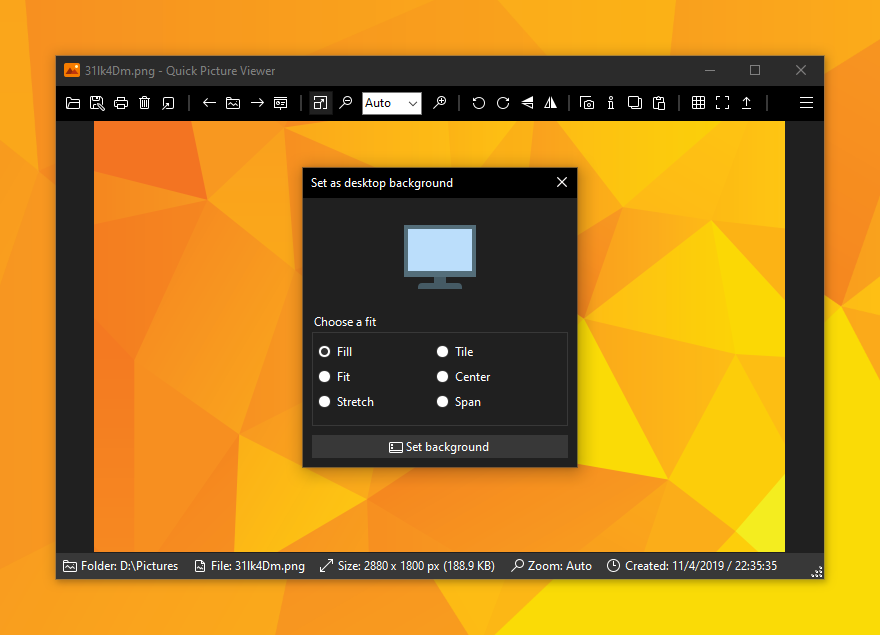 31lk4Dm.png - Quick Picture Viewer
Auto
Set as desktop background
Choose a fit
Fill
Tile
Fit
Center
Stretch
Span
Set background
Folder: D:\Pictures
File: 31lk4Dm.png
Size: 2880 x 1800 px (188.9 KB)
Zoom: Auto
Created: 11/4/2019 / 22:35:35